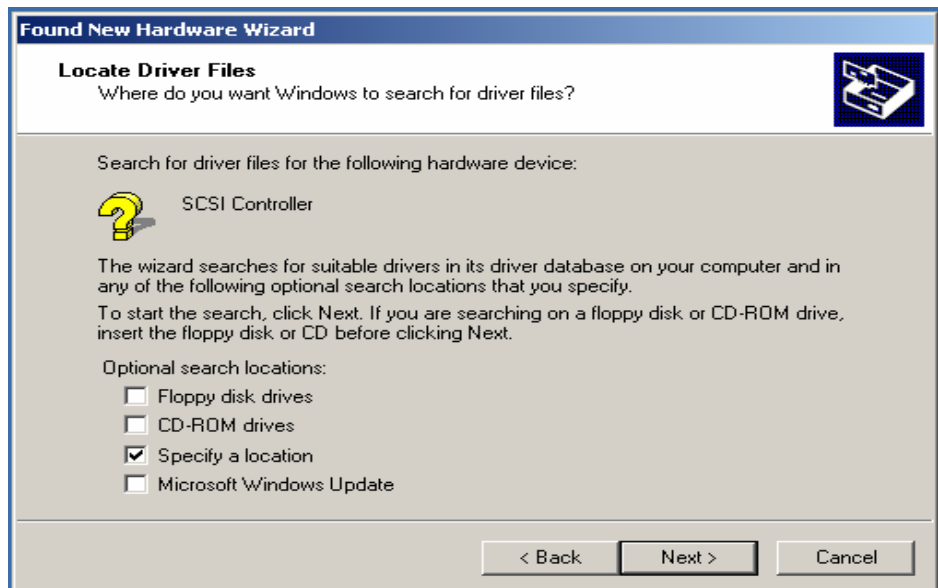 Found New Hardware Wizard
Locate Driver Files
Where do you want Windows to search for driver files?
Search for driver files for the following hardware device:
SCSI Controller
The wizard searches for suitable drivers in its driver database on your computer and in
any of the following optional search locations that you specify.
To start the search, click Next. If you are searching on a floppy disk or CD-ROM drive,
insert the floppy disk or CD before clicking Next.
Optional search locations:
Floppy disk drives
CD-ROM drives
Specify a location
Microsoft Windows Update
< Back Next > Cancel